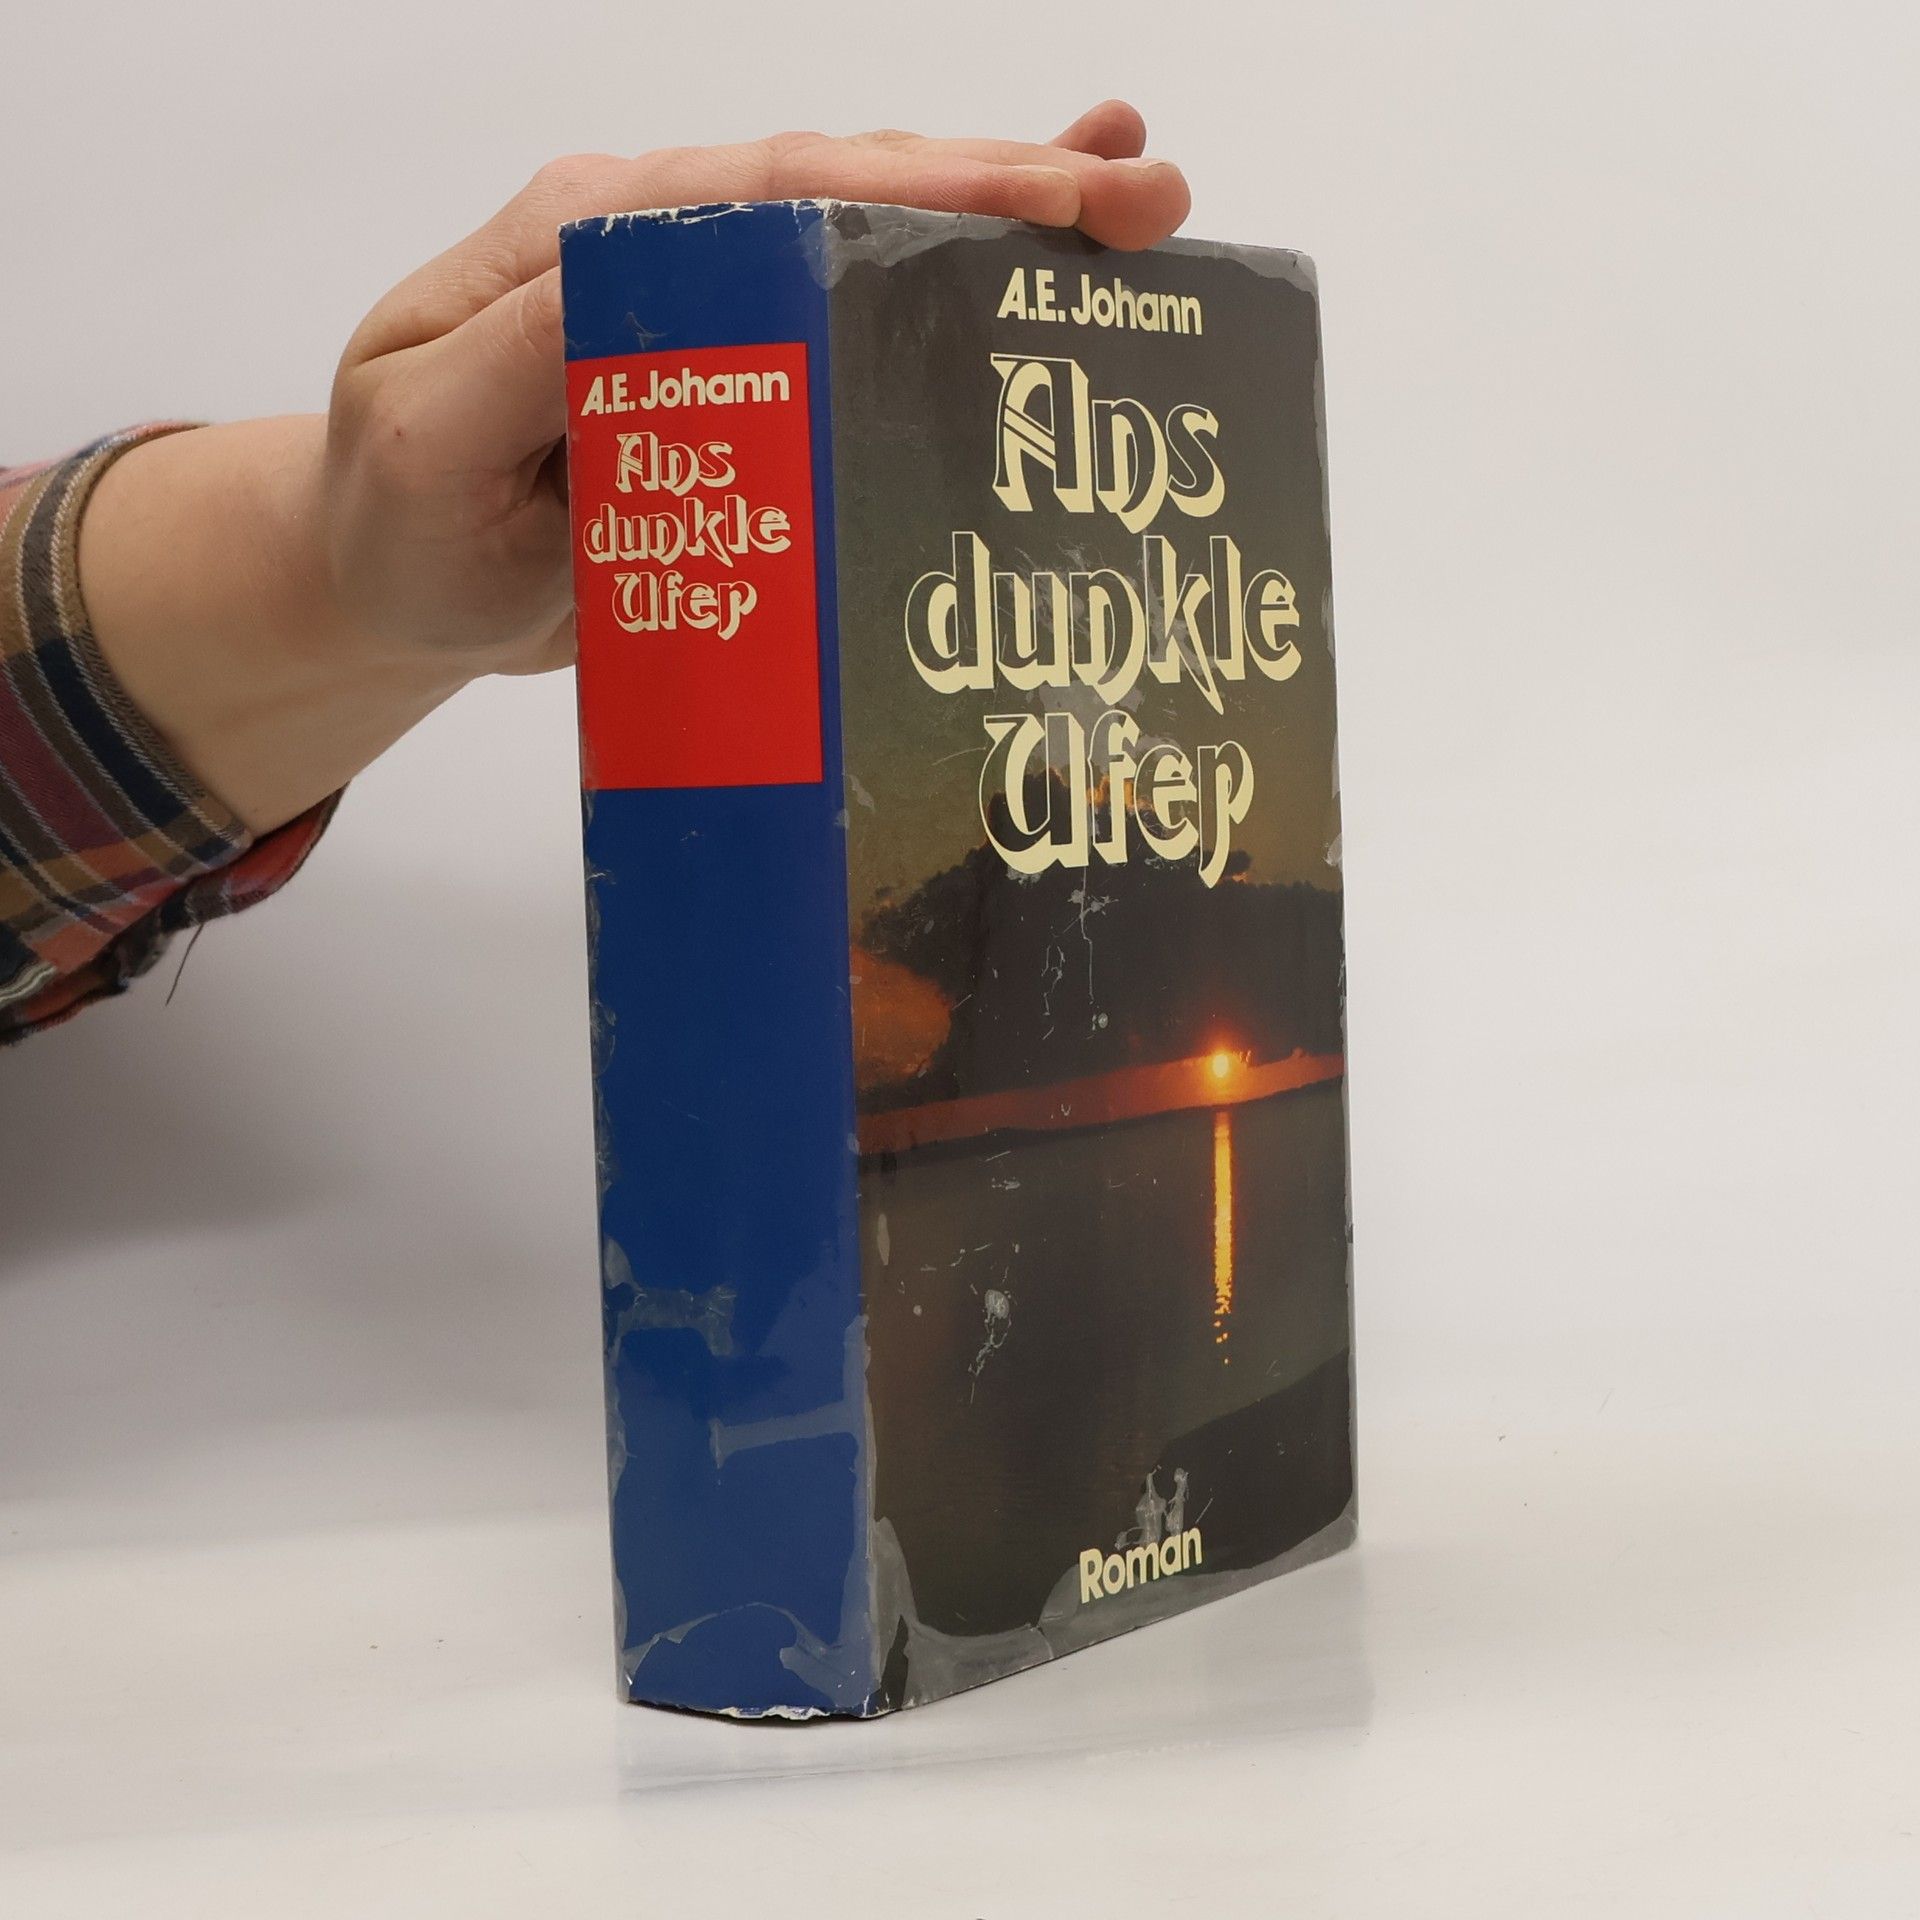 A.E. Johann
Ans
dunkle
Ufer
A.E. Johann
Ans
dunkle
Ufer
Roman